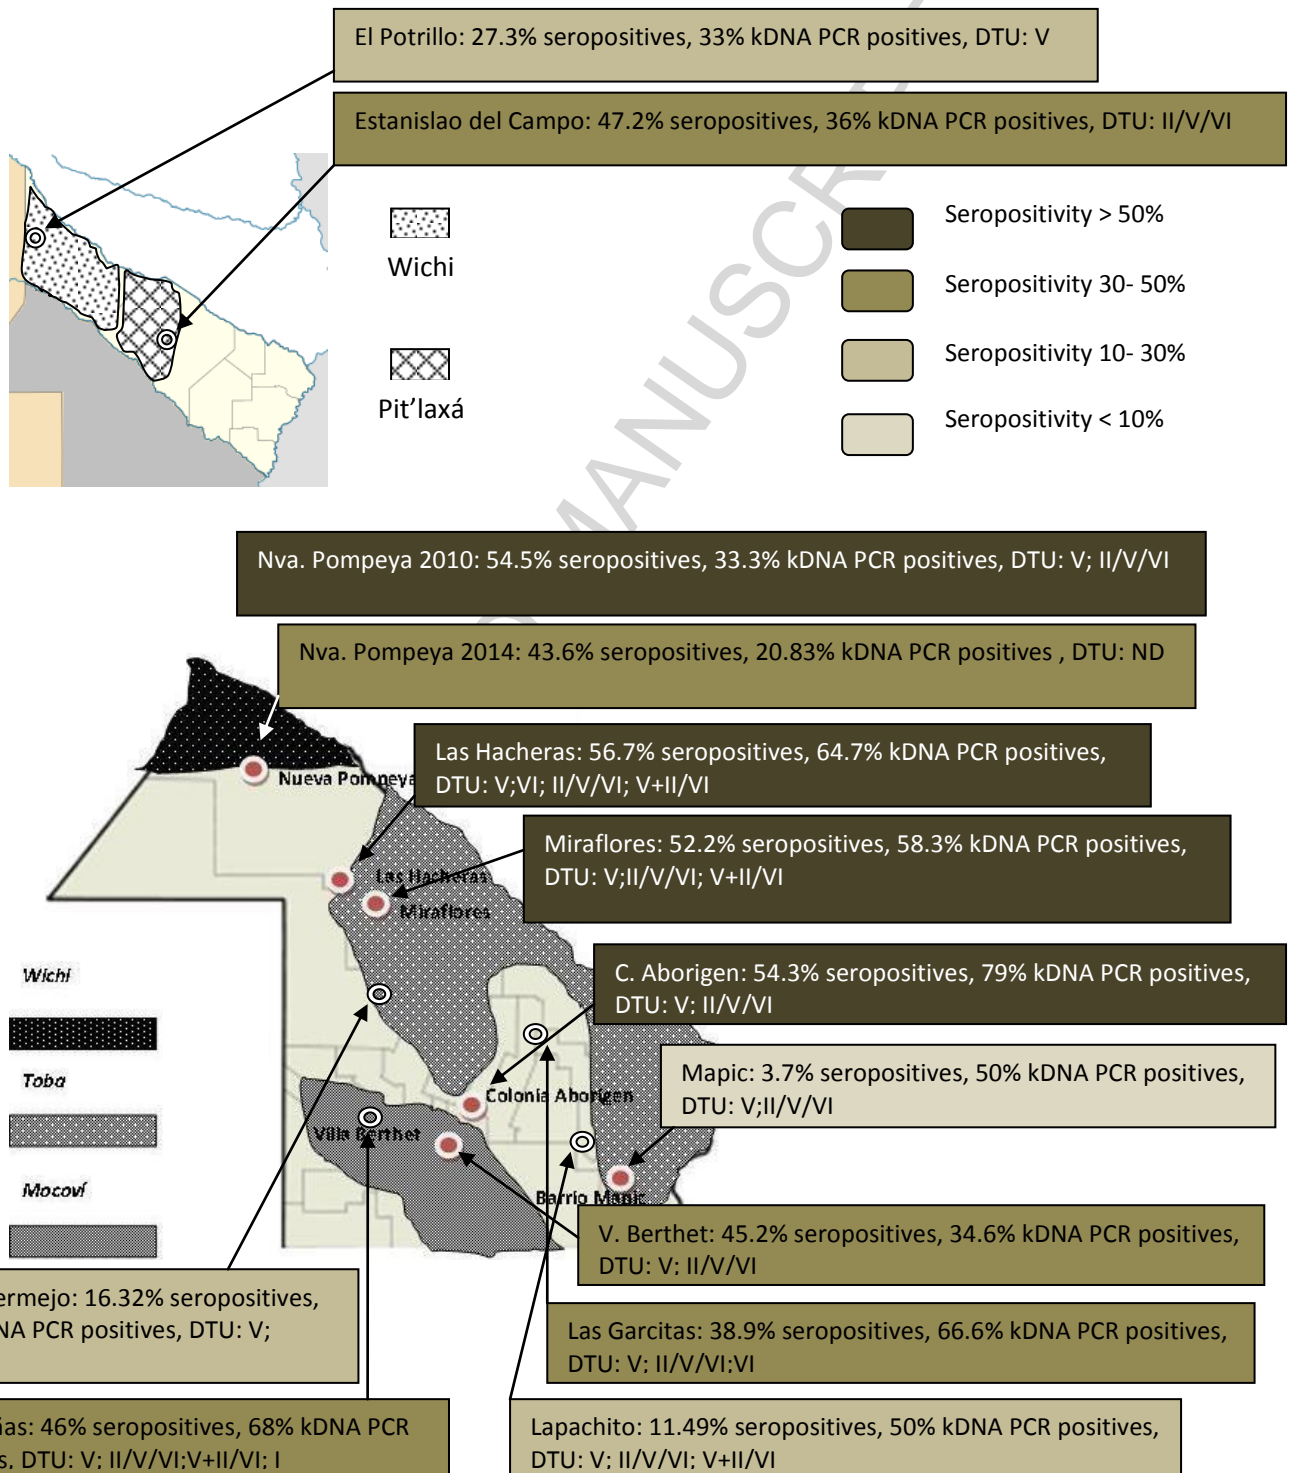 El Potrillo: 27.3% seropositives, 33% kDNA PCR positives, DTU: V
Estanislao del Campo: 47.2% seropositives, 36% kDNA PCR positives, DTU: II/V/VI
Wichi
Pit’laxá
Seropositivity > 50%
Seropositivity 30- 50%
Seropositivity 10- 30%
Seropositivity < 10%
MANUSCR
Nva. Pompeya 2010: 54.5% seropositives, 33.3% kDNA PCR positives, DTU: V; II/V/VI
Nva. Pompeya 2014: 43.6% seropositives, 20.83% kDNA PCR positives , DTU: ND
Nueva Pompeya
Las Hacheras: 56.7% seropositives, 64.7% kDNA PCR positives,
DTU: V;VI; II/V/VI; V+II/VI
Las Hacheras
Miraflores: 52.2% seropositives, 58.3% kDNA PCR positives,
DTU: V;II/V/VI; V+II/VI
Miraflores
C. Aborigen: 54.3% seropositives, 79% kDNA PCR positives,
DTU: V; II/V/VI
Colonia Aborigen
Mapic: 3.7% seropositives, 50% kDNA PCR positives,
DTU: V;II/V/VI
Wichi
Toba
Mocoví
Villa Berthet
Barrio Mapic
V. Berthet: 45.2% seropositives, 34.6% kDNA PCR positives,
DTU: V; II/V/VI
ermejo: 16.32% seropositives,
NA PCR positives, DTU: V;
Las Garcitas: 38.9% seropositives, 66.6% kDNA PCR positives,
DTU: V; II/V/VI;VI
ñas: 46% seropositives, 68% kDNA PCR
s, DTU: V; II/V/VI;V+II/VI; I
Lapachito: 11.49% seropositives, 50% kDNA PCR positives,
DTU: V; II/V/VI; V+II/VI